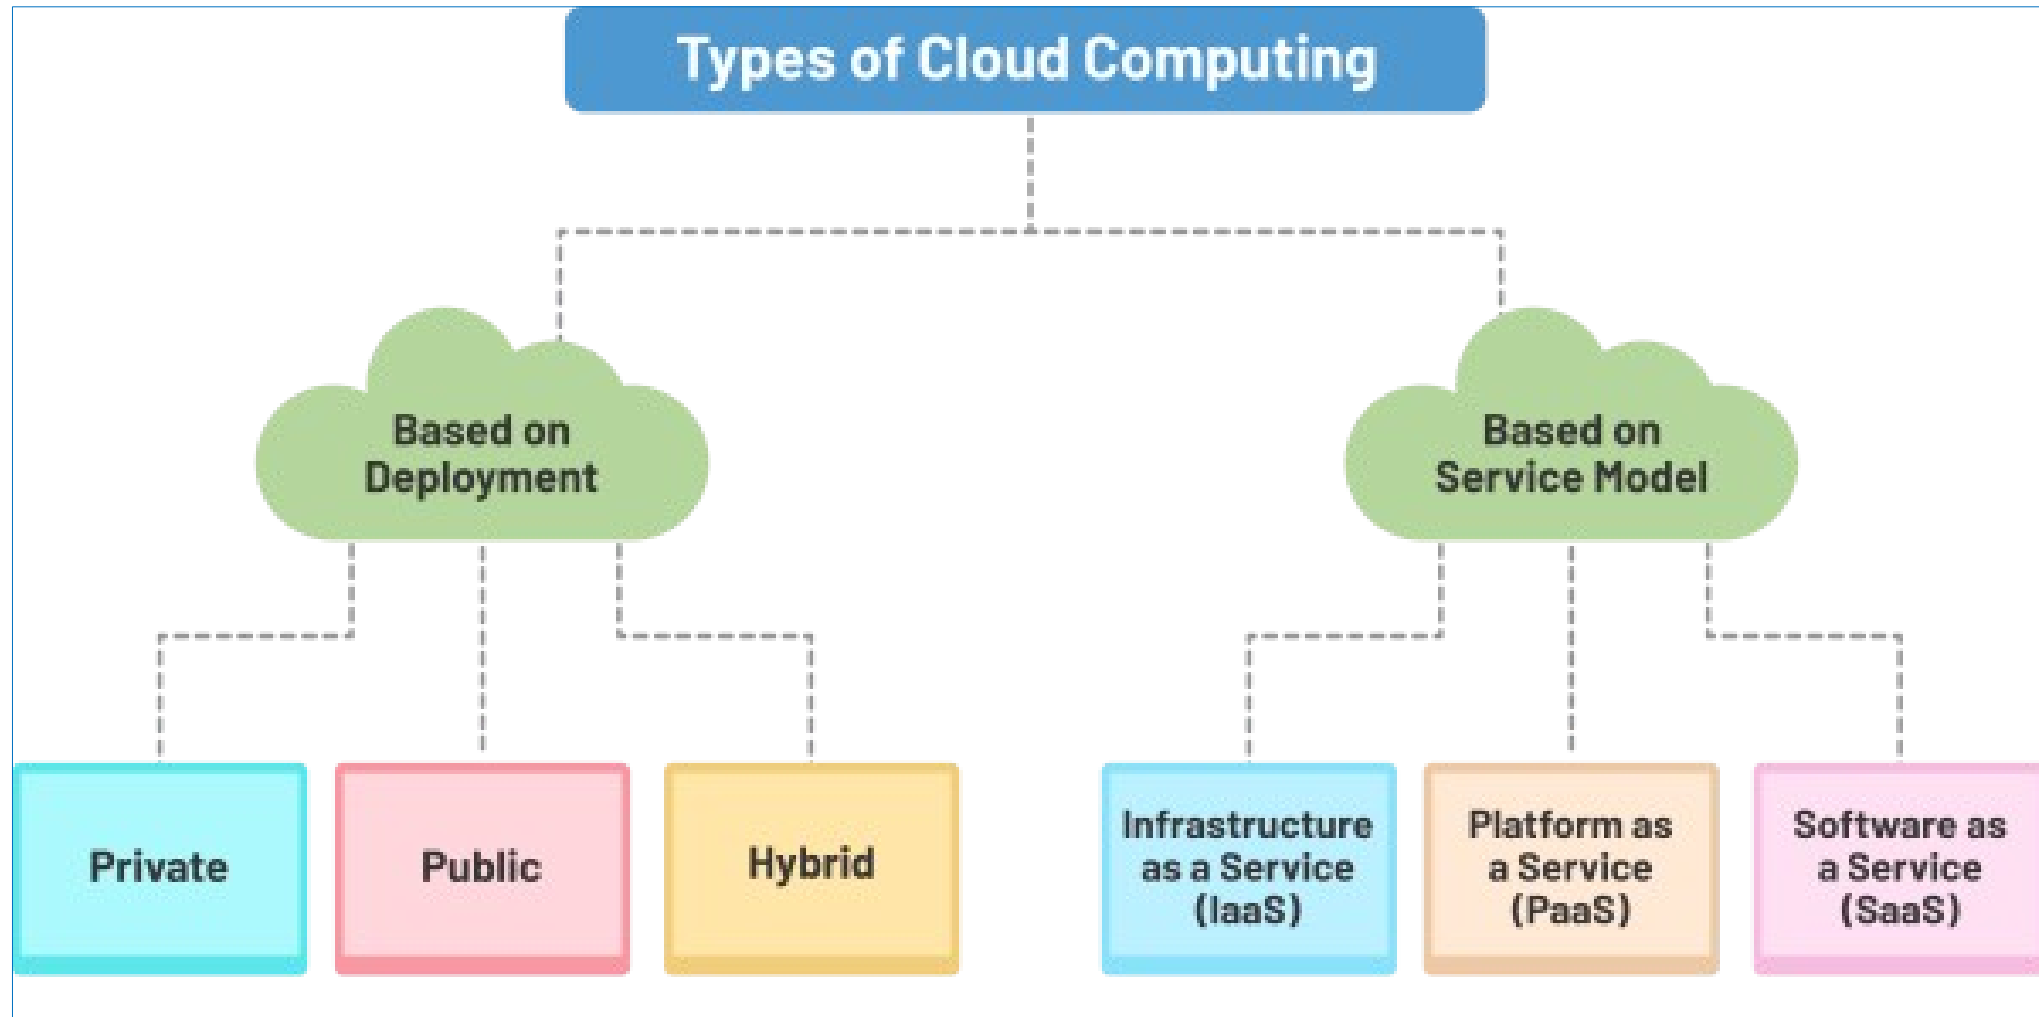 Types of Cloud Computing
Based on
Deployment
Based on
Service Model
Private
Public
Hybrid
Infrastructure
as a Service
(IaaS)
Platform as
a Service
(PaaS)
Software as
a Service
(SaaS)